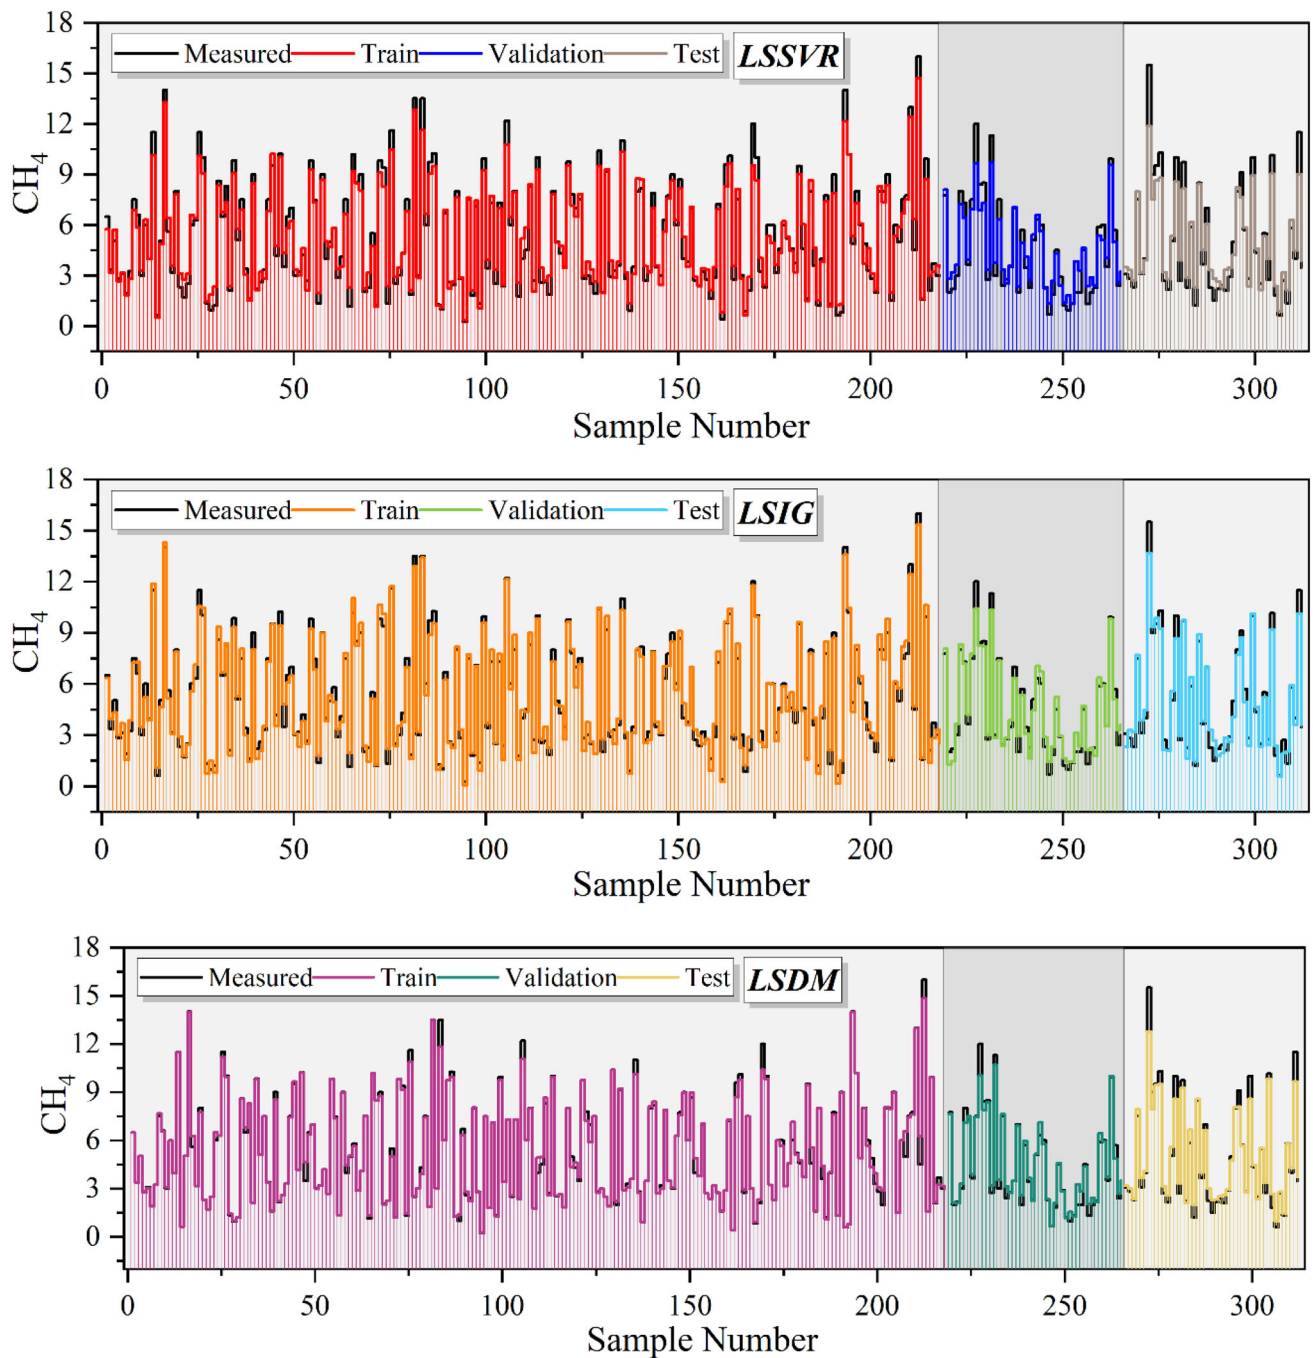 18
15
12
9
6
3
0
CH4
Measured Train Validation Test LSSVR
0 50 100 150 200 250 300
Sample Number
18
15
12
9
6
3
0
CH4
Measured Train Validation Test LSIG
0 50 100 150 200 250 300
Sample Number
18
15
12
9
6
3
0
CH4
Measured Train Validation Test LSDM
0 50 100 150 200 250 300
Sample Number